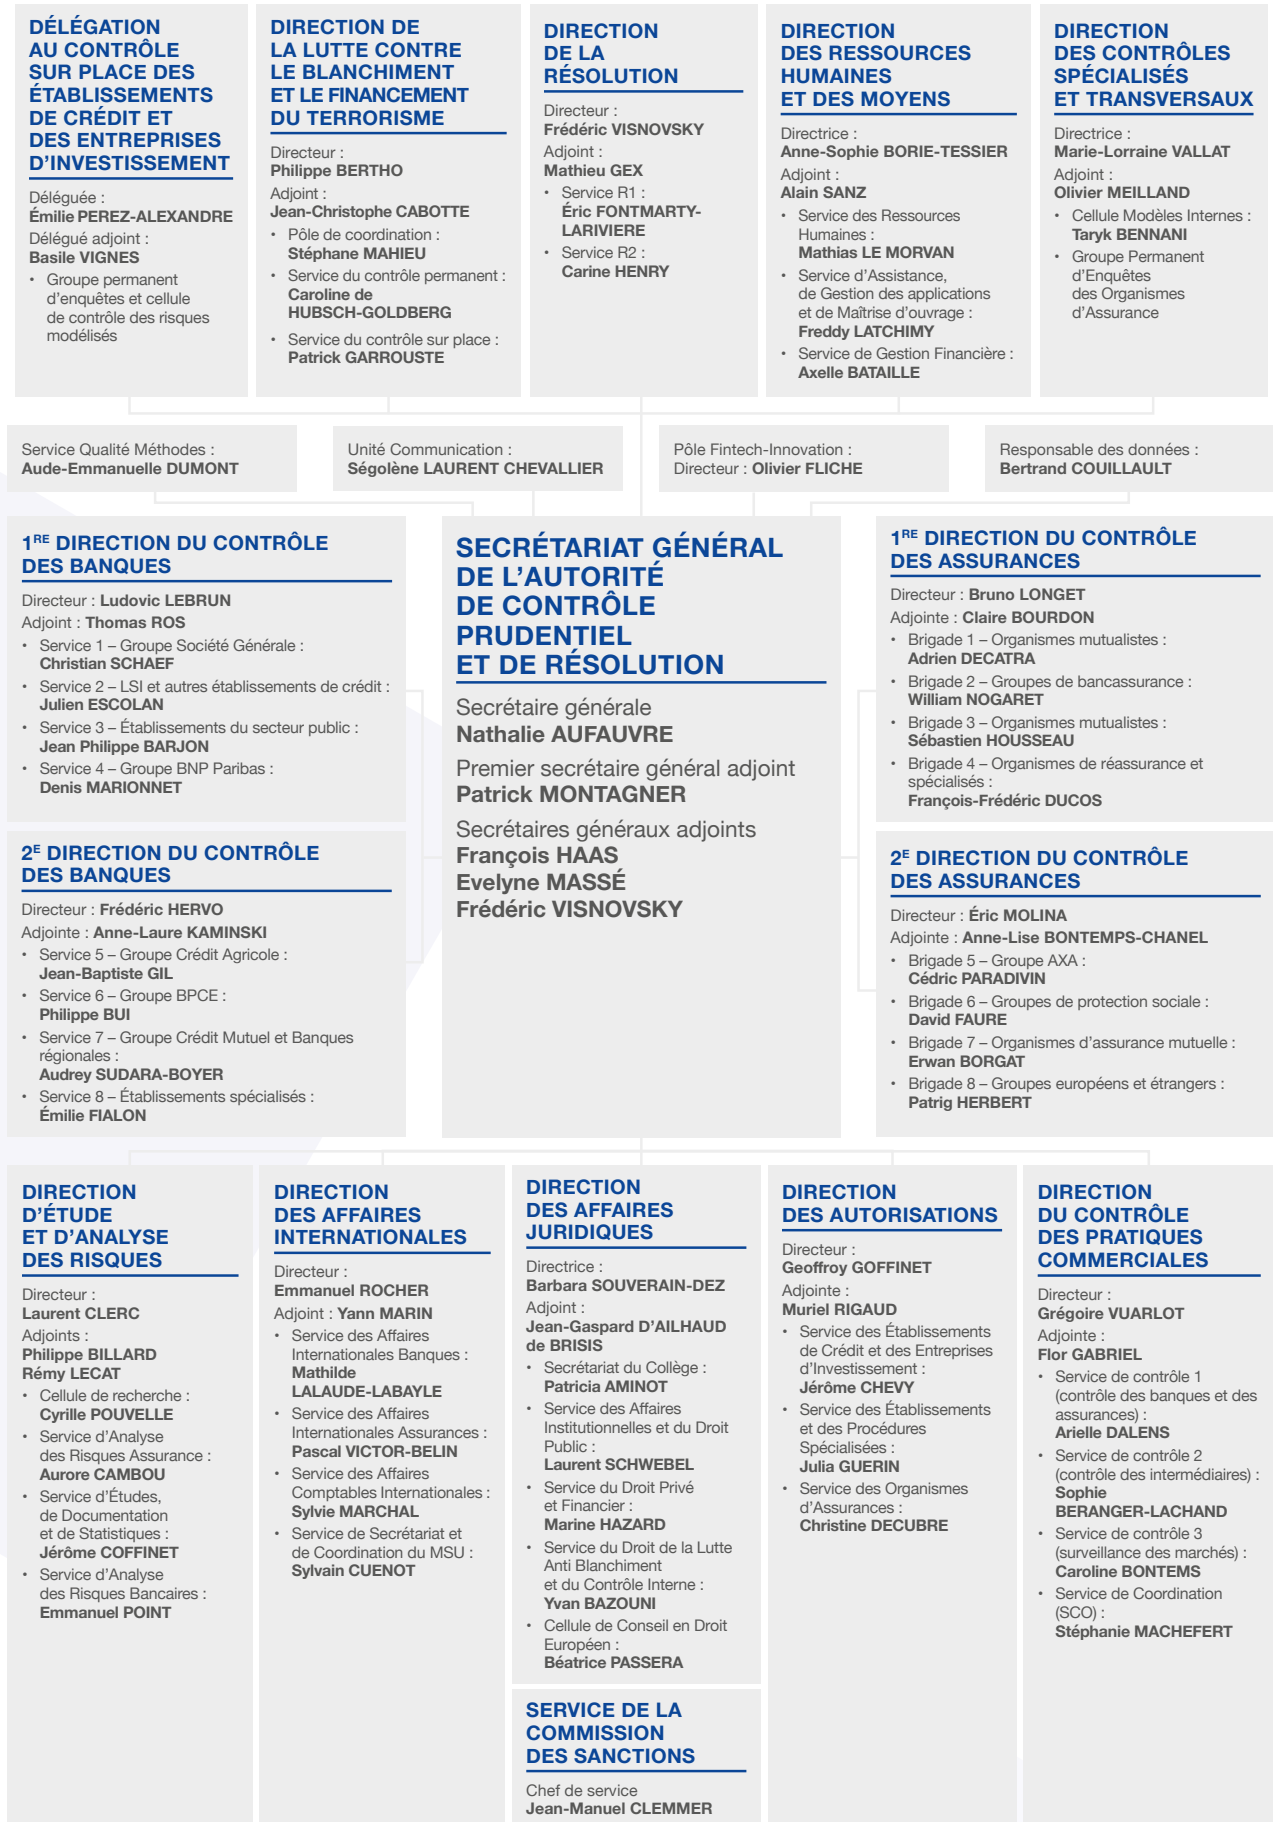 DÉLÉGATION
AU CONTRÔLE
SUR PLACE DES
ÉTABLISSEMENTS
DE CRÉDIT ET
DES ENTREPRISES
D'INVESTISSEMENT
Déléguée :
Émilie PEREZ-ALEXANDRE
Délégué adjoint :
Basile VIGNES
• Groupe permanent
d'enquêtes et cellule
de contrôle des risques
modélisés
DIRECTION DE
LA LUTTE CONTRE
LE BLANCHIMENT
ET LE FINANCEMENT
DU TERRORISME
Directeur :
Philippe BERTHO
Adjoint :
Jean-Christophe CABOTTE
• Pôle de coordination :
Stéphane MAHIEU
• Service du contrôle permanent :
Caroline de
HUBSCH-GOLDBERG
• Service du contrôle sur place :
Patrick GARROUSTE
DIRECTION
DE LA
RÉSOLUTION
Directeur :
Frédéric VISNOVSKY
Adjoint :
Mathieu GEX
• Service R1 :
Éric FONTMARTY-
LARIVIERE
• Service R2 :
Carine HENRY
DIRECTION
DES RESSOURCES
HUMAINES
ET DES MOYENS
Directrice :
Anne-Sophie BORIE-TESSIER
Adjoint :
Alain SANZ
• Service des Ressources
Humaines :
Mathias LE MORVAN
• Service d'Assistance,
de Gestion des applications
et de Maîtrise d'ouvrage :
Freddy LATCHIMY
• Service de Gestion Financière :
Axelle BATAILLE
DIRECTION
DES CONTRÔLES
SPÉCIALISÉS
ET TRANSVERSAUX
Directrice :
Marie-Lorraine VALLAT
Adjoint :
Olivier MEILLAND
• Cellule Modèles Internes :
Taryk BENNANI
• Groupe Permanent
d'Enquêtes
des Organismes
d'Assurance
Service Qualité Méthodes :
Aude-Emmanuelle DUMONT
Unité Communication :
Ségolène LAURENT CHEVALLIER
Pôle Fintech-Innovation :
Directeur : Olivier FLICHE
Responsable des données :
Bertrand COUILLAULT
1RE DIRECTION DU CONTRÔLE
DES BANQUES
Directeur : Ludovic LEBRUN
Adjoint : Thomas ROS
• Service 1 – Groupe Société Générale :
Christian SCHAEF
• Service 2 – LSI et autres établissements de crédit :
Julien ESCOLAN
• Service 3 – Établissements du secteur public :
Jean Philippe BARJON
• Service 4 – Groupe BNP Paribas :
Denis MARIONNET
2E DIRECTION DU CONTRÔLE
DES BANQUES
Directeur : Frédéric HERVO
Adjointe : Anne-Laure KAMINSKI
• Service 5 – Groupe Crédit Agricole :
Jean-Baptiste GIL
• Service 6 – Groupe BPCE :
Philippe BUI
• Service 7 – Groupe Crédit Mutuel et Banques
régionales :
Audrey SUDARA-BOYER
• Service 8 – Établissements spécialisés :
Émilie FIALON
SECRÉTARIAT GÉNÉRAL
DE L'AUTORITÉ
DE CONTRÔLE
PRUDENTIEL
ET DE RÉSOLUTION
Secrétaire générale
Nathalie AUFAUVRE
Premier secrétaire général adjoint
Patrick MONTAGNER
Secrétaires généraux adjoints
François HAAS
Evelyne MASSÉ
Frédéric VISNOVSKY
1RE DIRECTION DU CONTRÔLE
DES ASSURANCES
Directeur : Bruno LONGET
Adjointe : Claire BOURDON
• Brigade 1 – Organismes mutualistes :
Adrien DECATRA
• Brigade 2 – Groupes de bancassurance :
William NOGARET
• Brigade 3 – Organismes mutualistes :
Sébastien HOUSSEAU
• Brigade 4 – Organismes de réassurance et
spécialisés :
François-Frédéric DUCOS
2E DIRECTION DU CONTRÔLE
DES ASSURANCES
Directeur : Éric MOLINA
Adjointe : Anne-Lise BONTEMPS-CHANEL
• Brigade 5 – Groupe AXA :
Cédric PARADIVIN
• Brigade 6 – Groupes de protection sociale :
David FAURE
• Brigade 7 – Organismes d'assurance mutuelle :
Erwan BORGAT
• Brigade 8 – Groupes européens et étrangers :
Patrig HERBERT
DIRECTION
D'ÉTUDE
ET D'ANALYSE
DES RISQUES
Directeur :
Laurent CLERC
Adjoints :
Philippe BILLARD
Rémy LECAT
• Cellule de recherche :
Cyrille POUVELLE
• Service d'Analyse
des Risques Assurance :
Aurore CAMBOU
• Service d'Études,
de Documentation
et de Statistiques :
Jérôme COFFINET
• Service d'Analyse
des Risques Bancaires :
Emmanuel POINT
DIRECTION
DES AFFAIRES
INTERNATIONALES
Directeur :
Emmanuel ROCHER
Adjoint : Yann MARIN
• Service des Affaires
Internationales Banques :
Mathilde
LALAUDE-LABAYLE
• Service des Affaires
Internationales Assurances :
Pascal VICTOR-BELIN
• Service des Affaires
Comptables Internationales :
Sylvie MARCHAL
• Service de Secrétariat et
de Coordination du MSU :
Sylvain CUENOT
DIRECTION
DES AFFAIRES
JURIDIQUES
Directrice :
Barbara SOUVERAIN-DEZ
Adjoint :
Jean-Gaspard D'AILHAUD
de BRISIS
• Secrétariat du Collège :
Patricia AMINOT
• Service des Affaires
Institutionnelles et du Droit
Public :
Laurent SCHWEBEL
• Service du Droit Privé
et Financier :
Marine HAZARD
• Service du Droit de la Lutte
Anti Blanchiment
et du Contrôle Interne :
Yvan BAZOUNI
• Cellule de Conseil en Droit
Européen :
Béatrice PASSERA
SERVICE DE LA
COMMISSION
DES SANCTIONS
Chef de service
Jean-Manuel CLEMMER
DIRECTION
DES AUTORISATIONS
Directeur :
Geoffroy GOFFINET
Adjointe :
Muriel RIGAUD
• Service des Établissements
de Crédit et des Entreprises
d'Investissement :
Jérôme CHEVY
• Service des Établissements
et des Procédures
Spécialisées :
Julia GUERIN
• Service des Organismes
d'Assurances :
Christine DECUBRE
DIRECTION
DU CONTRÔLE
DES PRATIQUES
COMMERCIALES
Directeur :
Grégoire VUARLOT
Adjointe :
Flor GABRIEL
• Service de contrôle 1
(contrôle des banques et des
assurances) :
Arielle DALENS
• Service de contrôle 2
(contrôle des intermédiaires) :
Sophie
BERANGER-LACHAND
• Service de contrôle 3
(surveillance des marchés) :
Caroline BONTEMS
• Service de Coordination
(SCO) :
Stéphanie MACHEFERT